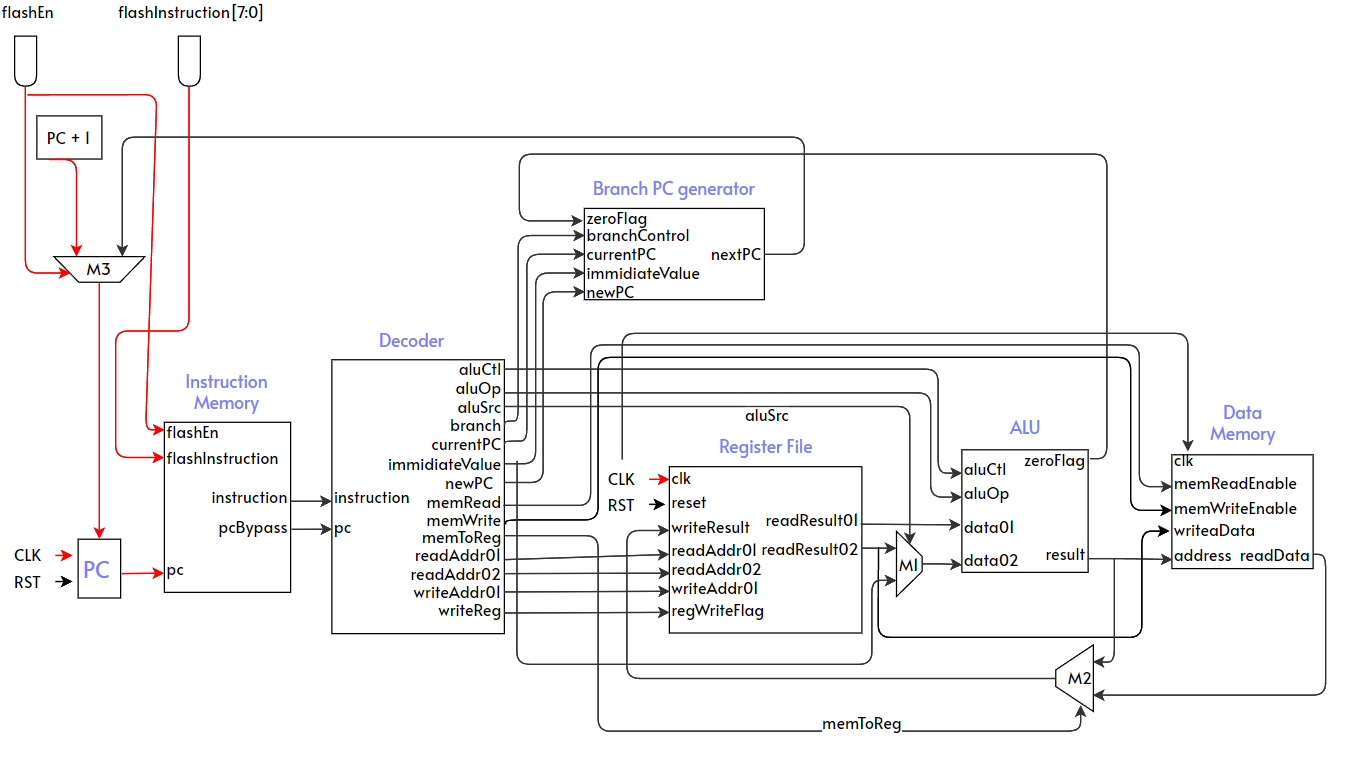 flashEn
flashInstruction [7:0]
PC + 1
M3
Branch PC generator
zeroFlag
branchControl
currentPC
nextPC
immidiateValue
newPC
Decoder
aluCtl
aluOp
aluSrc
branch
currentPC
immidiateValue
newPC
memRead
memWrite
memToReg
readAddr01
readAddr02
writeAddr01
writeReg
instruction
pc
Instruction
Memory
flashEn
flashInstruction
instruction
pcBypass
pc
CLK
RST
PC
aluSrc
Register File
CLK
RST
clk
reset
writeResult
readResult01
readAddr01
readResult02
readAddr02
writeAddr01
regWriteFlag
M1
ALU
zeroFlag
aluCtl
aluOp
data01
result
data02
Data
Memory
clk
memReadEnable
memWriteEnable
writeaData
address
readData
M2
memToReg